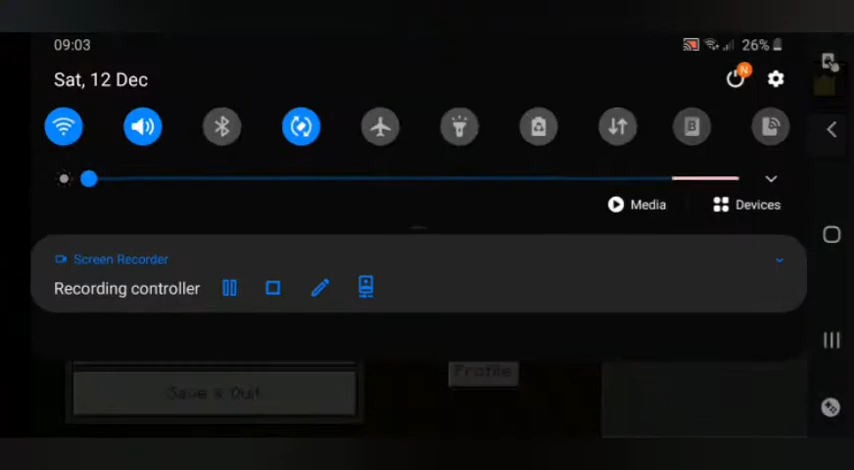 09:03
26%
Sat, 12 Dec
N
B
Media
Devices
Screen Recorder
Recording controller
Profile
Save & Quit